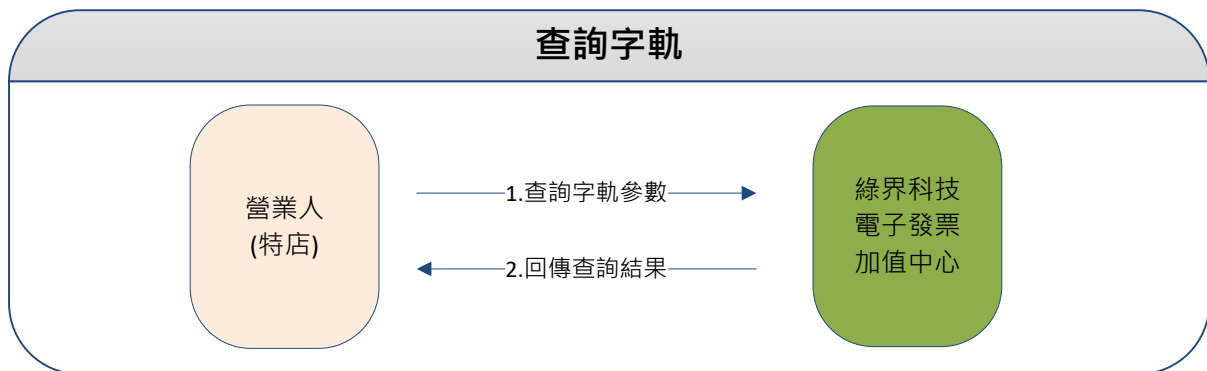 查詢字軌
營業人
(特店)
1.查詢字軌參數
2.回傳查詢結果
綠界科技
電子發票
加值中心